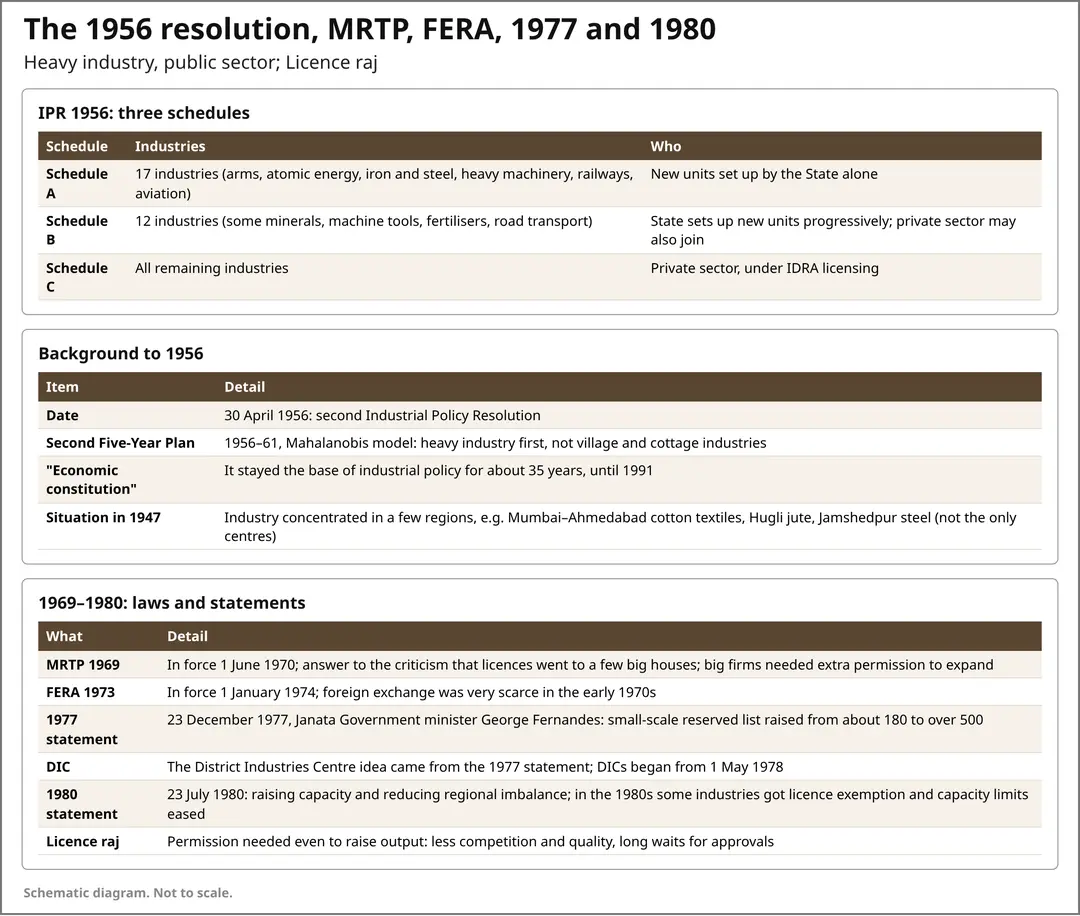 The 1956 resolution, MRTP, FERA, 1977 and 1980
Heavy industry, public sector; Licence raj
IPR 1956: three schedules
Schedule Industries Who
Schedule A 17 industries (arms, atomic energy, iron and steel, heavy machinery, railways, aviation) New units set up by the State alone
Schedule B 12 industries (some minerals, machine tools, fertilisers, road transport) State sets up new units progressively; private sector may also join
Schedule C All remaining industries Private sector, under IDRA licensing
Background to 1956
Item Detail
Date 30 April 1956: second Industrial Policy Resolution
Second Five-Year Plan 1956–61, Mahalanobis model: heavy industry first, not village and cottage industries
"Economic constitution" It stayed the base of industrial policy for about 35 years, until 1991
Situation in 1947 Industry concentrated in a few regions, e.g. Mumbai–Ahmedabad cotton textiles, Hugli jute, Jamshedpur steel (not the only centres)
1969–1980: laws and statements
What Detail
MRTP 1969 In force 1 June 1970; answer to the criticism that licences went to a few big houses; big firms needed extra permission to expand
FERA 1973 In force 1 January 1974; foreign exchange was very scarce in the early 1970s
1977 statement 23 December 1977, Janata Government minister George Fernandes: small-scale reserved list raised from about 180 to over 500
DIC The District Industries Centre idea came from the 1977 statement; DICs began from 1 May 1978
1980 statement 23 July 1980: raising capacity and reducing regional imbalance; in the 1980s some industries got licence exemption and capacity limits eased
Licence raj Permission needed even to raise output: less competition and quality, long waits for approvals
Schematic diagram. Not to scale.